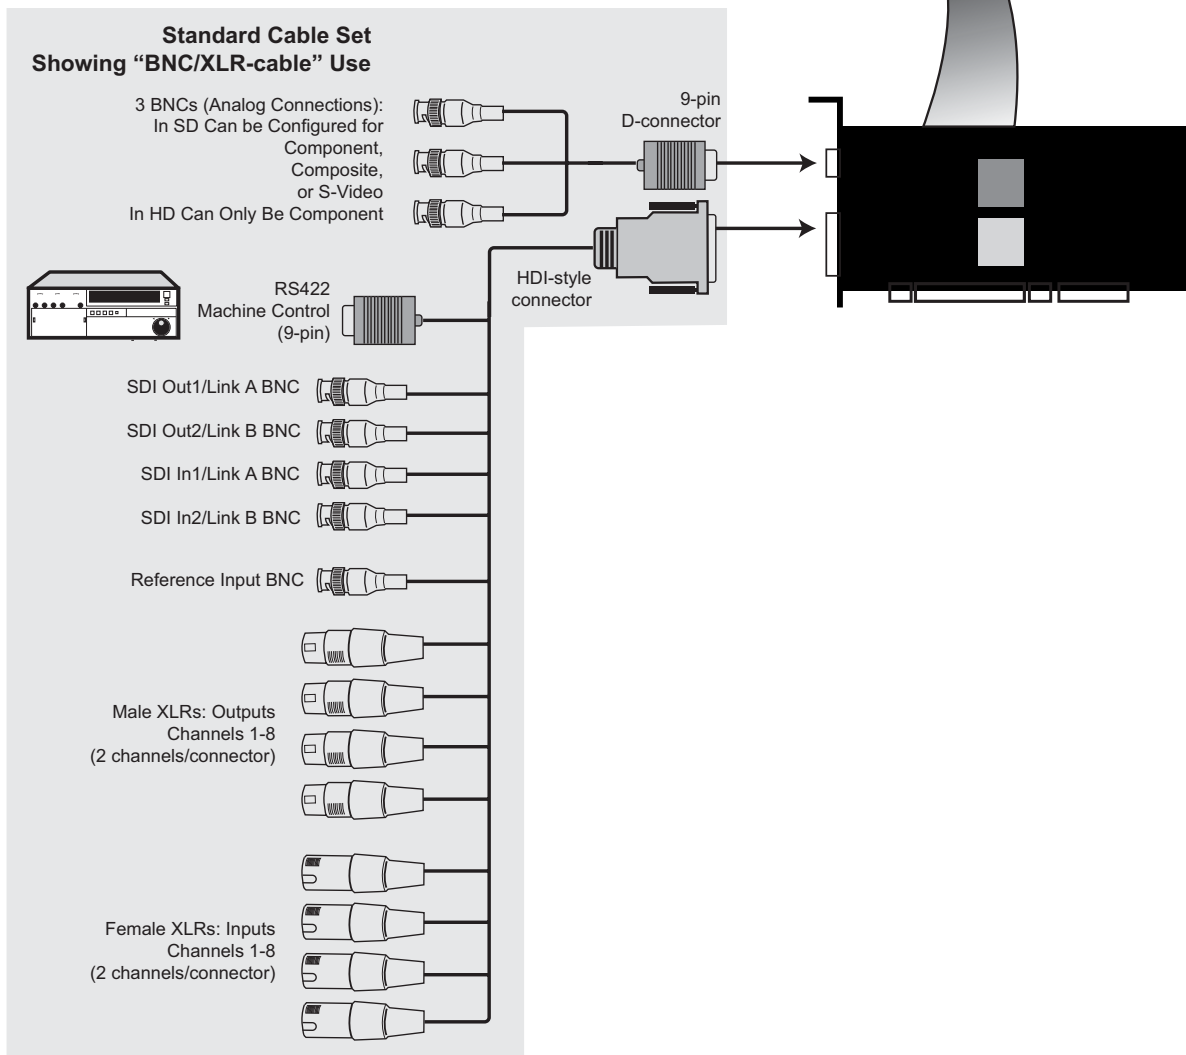 Standard Cable Set
Showing “BNC/XLR-cable” Use
3 BNCs (Analog Connections):
In SD Can be Configured for
Component,
Composite,
or S-Video
In HD Can Only Be Component
9-pin
D-connector
HDI-style
connector
RS422
Machine Control
(9-pin)
SDI Out1/Link A BNC
SDI Out2/Link B BNC
SDI In1/Link A BNC
SDI In2/Link B BNC
Reference Input BNC
Male XLRs: Outputs
Channels 1-8
(2 channels/connector)
Female XLRs: Inputs
Channels 1-8
(2 channels/connector)